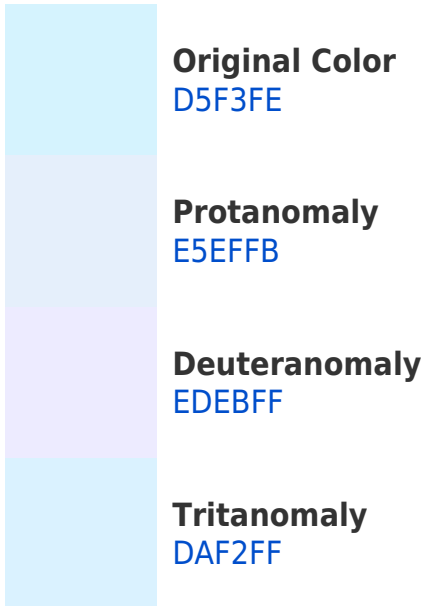 Original Color
D5F3FE
Protanomaly
E5EFFB
Deuteranomaly
EDEBFF
Tritanomaly
DAF2FF